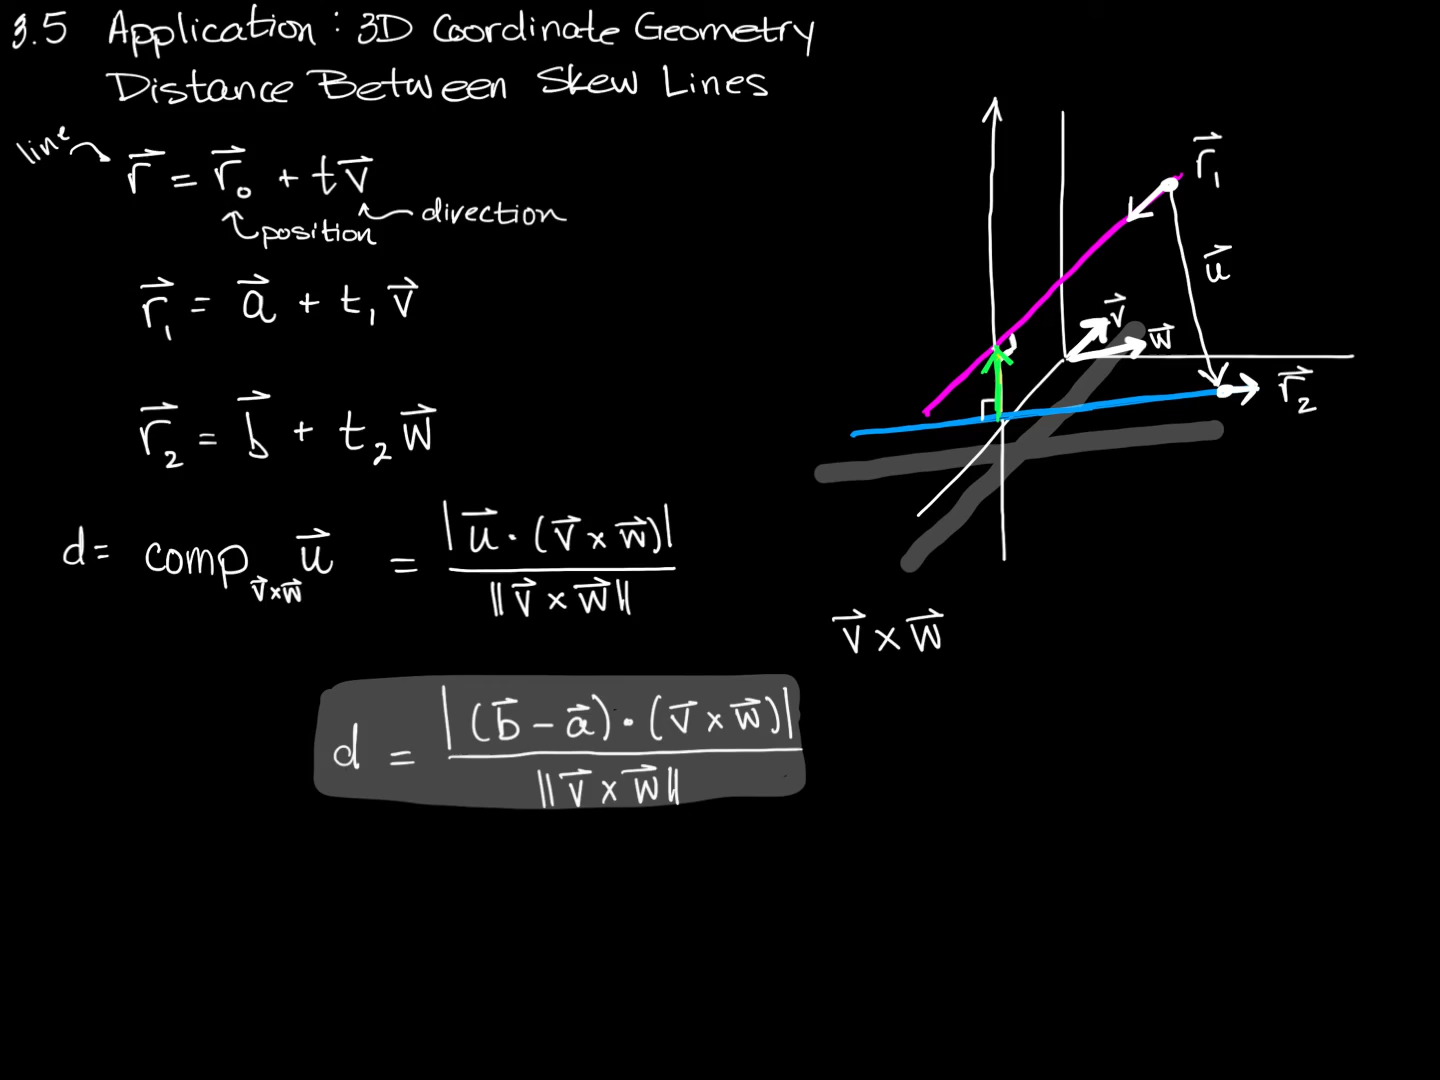 3.5 Application: 3D Coordinate Geometry
Distance Between Skew Lines
line
r⃗ = r⃗₀ + tv⃗
position
direction
r⃗₁ = a⃗ + t₁v⃗
r⃗₂ = b⃗ + t₂w⃗
d = comp_{v⃗×w⃗} u⃗ = |u⃗·(v⃗×w⃗)| / ‖v⃗×w⃗‖
d = |(b⃗−a⃗)·(v⃗×w⃗)| / ‖v⃗×w⃗‖
r⃗₁
u⃗
v⃗
w⃗
r⃗₂
v⃗×w⃗